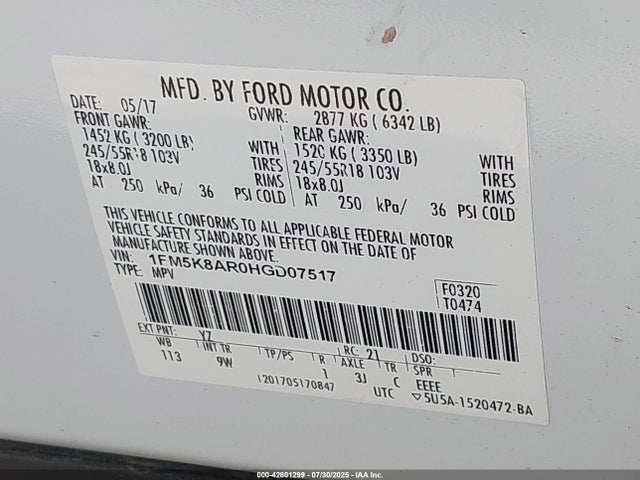 MFD. BY FORD MOTOR CO.
DATE: 05/17 GVWR: 2877 KG ( 6342 LB)
FRONT GAWR: REAR GAWR:
1452 KG ( 3200 LB) WITH 1520 KG ( 3350 LB) WITH
245/55R18 103V TIRES 245/55R18 103V TIRES
18x8.0J RIMS 18x8.0J RIMS
AT 250 kPa/ 36 PSI COLD AT 250 kPa/ 36 PSI COLD
THIS VEHICLE CONFORMS TO ALL APPLICABLE FEDERAL MOTOR
VEHICLE SAFETY STANDARDS IN EFFECT ON THE DATE OF
MANUFACTURE SHOWN ABOVE.
VIN: 1FM5K8AR0HGD07517
TYPE: MPV
F0320
T0474
EXT PNT: YZ RC: 21 DSO:
WB INT TR TP/PS R AXLE SPR
113 9W 1 3J C EEEE
1201705170847 UTC ▽5U5A-1520472-BA
000-42801299 - 07/30/2025 - IAA Inc.